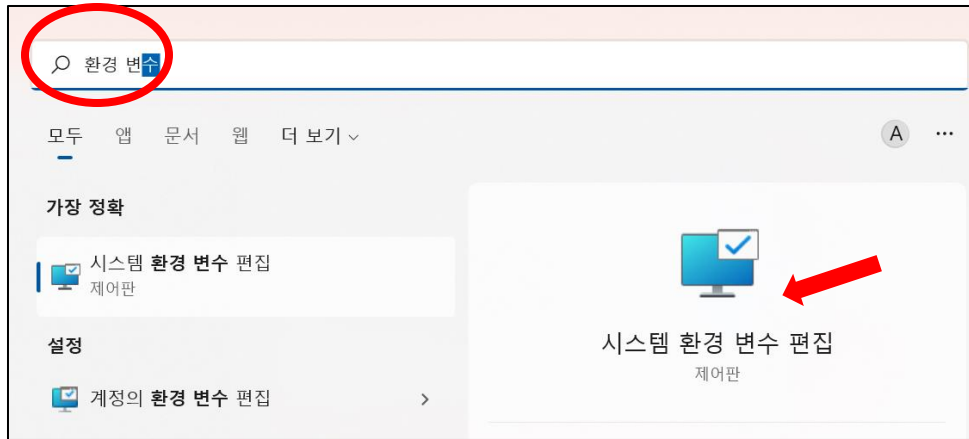 환경 변수
모두 앱 문서 웹 더 보기 A ...
가장 정확
시스템 환경 변수 편집
제어판
설정
계정의 환경 변수 편집
시스템 환경 변수 편집
제어판